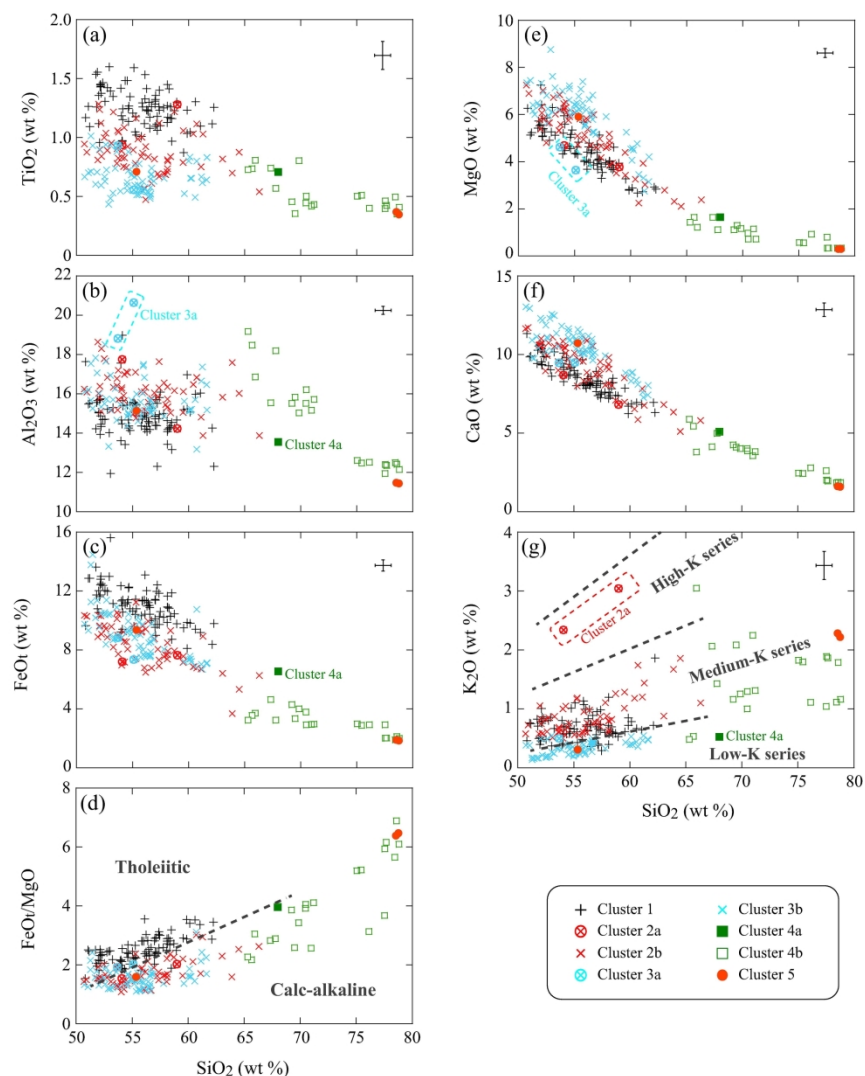 (a)
2.0
1.5
1.0
0.5
0
TiO2 (wt %)
(b)
22
20
18
16
14
12
10
Al2O3 (wt %)
Cluster 3a
Cluster 4a
(c)
16
12
8
4
0
FeOt (wt %)
Cluster 4a
(d)
8
6
4
2
0
FeOt/MgO
Tholeiitic
Calc-alkaline
50 55 60 65 70 75 80
SiO2 (wt %)
(e)
10
8
6
4
2
0
MgO (wt %)
Cluster 3a
(f)
15
10
5
0
CaO (wt %)
(g)
4
3
2
1
0
K2O (wt %)
High-K series
Cluster 2a
Medium-K series
Cluster 4a
Low-K series
50 55 60 65 70 75 80
SiO2 (wt %)
Cluster 1
Cluster 2a
Cluster 2b
Cluster 3a
Cluster 3b
Cluster 4a
Cluster 4b
Cluster 5